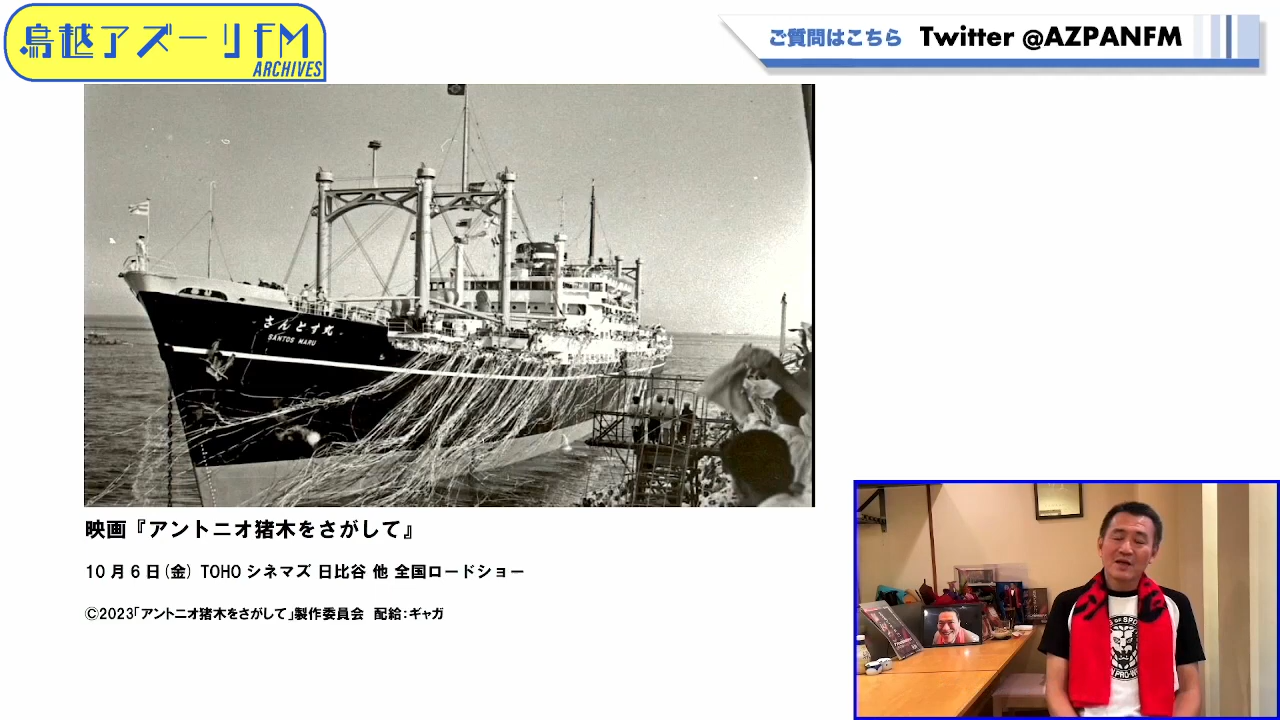 鳥越アズーリFM
ARCHIVES
ご質問はこちら Twitter @AZPANFM
さんとす丸
SANTOS MARU
映画『アントニオ猪木をさがして』
10月6日(金) TOHOシネマズ 日比谷 他 全国ロードショー
©2023「アントニオ猪木をさがして」製作委員会 配給:ギャガ